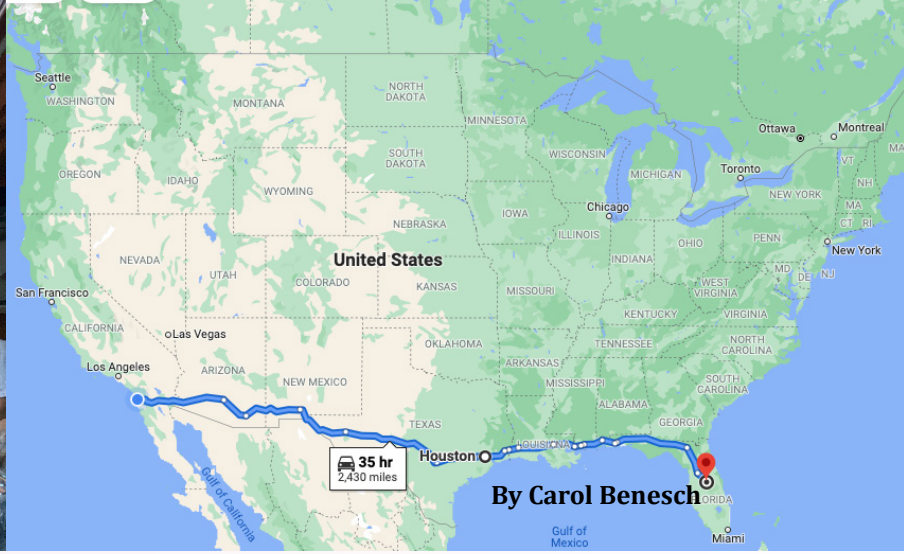 Seattle
WASHINGTON
MONTANA
NORTH
DAKOTA
MINNESOTA
Ottawa
Montreal
OREGON
IDAHO
SOUTH
DAKOTA
WISCONSIN
MICHIGAN
Toronto
VT
MA
NH
WYOMING
NEW YORK
Chicago
IOWA
MA
CT
RI
NEBRASKA
ILLINOIS
INDIANA
OHIO
PENN
New York
NEVADA
UTAH
United States
COLORADO
KANSAS
MISSOURI
WEST
VIRGINIA
MD
DE
NJ
San Francisco
KENTUCKY
VIRGINIA
CALIFORNIA
Las Vegas
OKLAHOMA
TENNESSEE
NORTH
CAROLINA
Los Angeles
ARIZONA
NEW MEXICO
ARKANSAS
MISSISSIPPI
SOUTH
CAROLINA
ALABAMA
GEORGIA
TEXAS
LOUISIANA
Houston
35 hr
2,430 miles
Gulf of California
By Carol Benesch
FLORIDA
Gulf of
Mexico
Miami